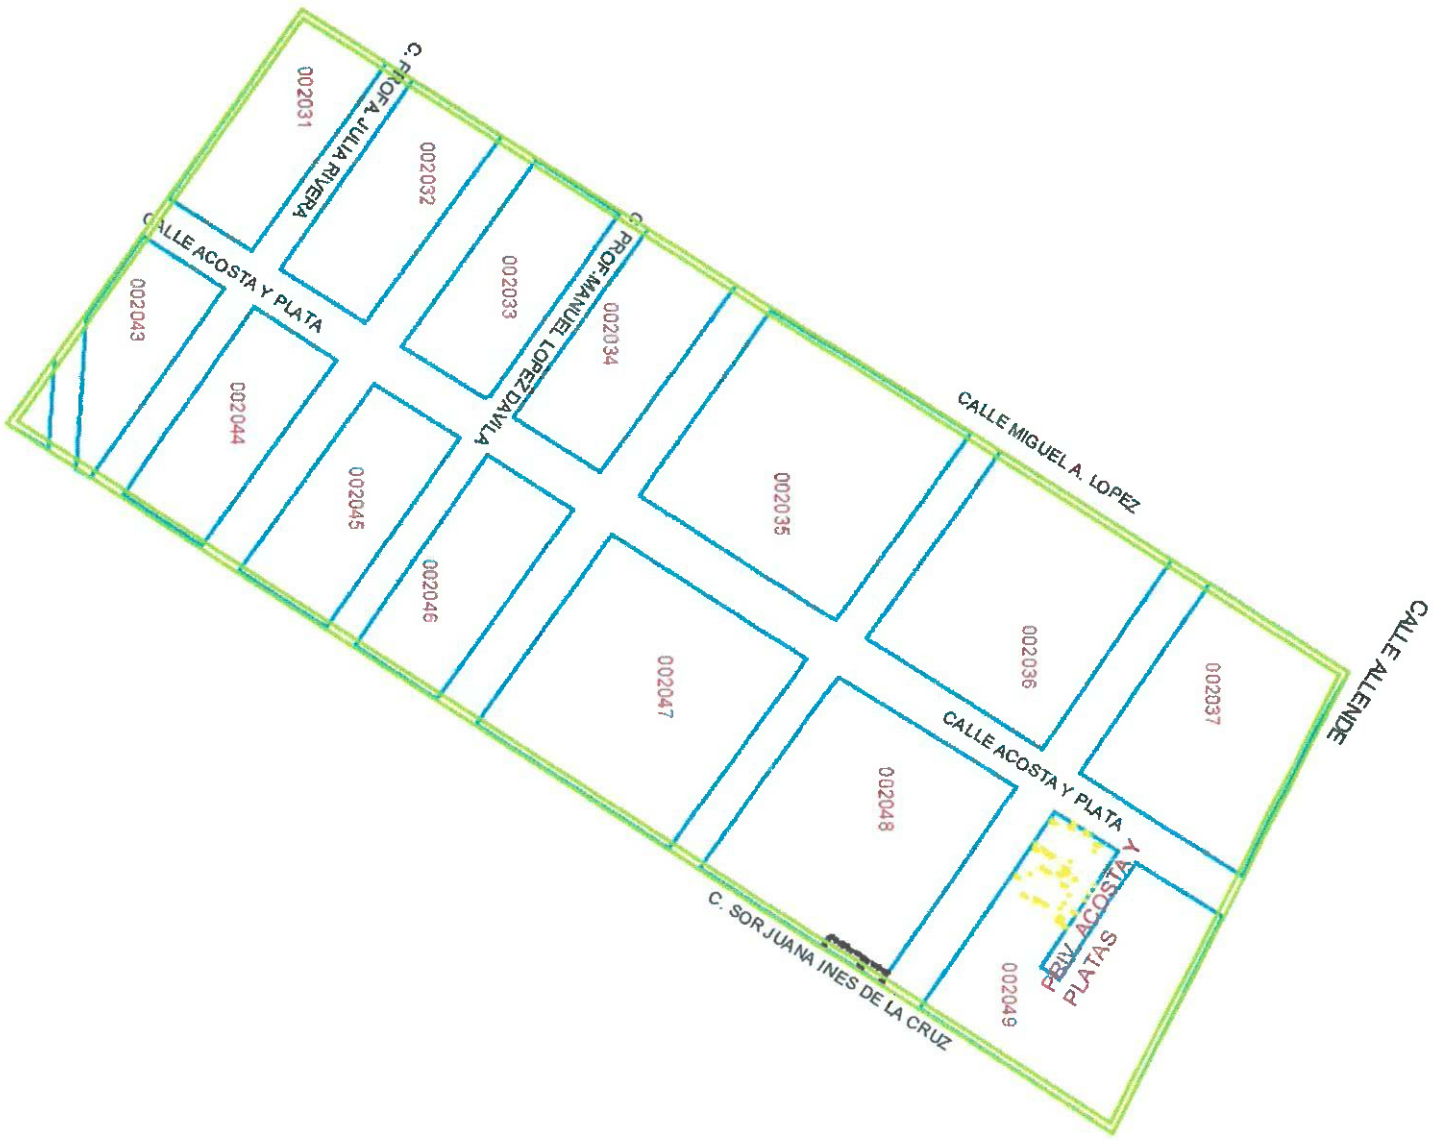 C. PROFA. JULIA RIVERA
002031
002032
CALLE ACOSTA Y PLATA
C. PROF. MANUEL LOPEZ DAVILA
002033
002034
002043
002044
002045
002046
CALLE MIGUEL A. LOPEZ
002035
002036
002037
CALLE ALLENDE
002047
002048
CALLE ACOSTA Y PLATA
PRIV. ACOSTA Y
PLATAS
002049
C. SOR JUANA INES DE LA CRUZ